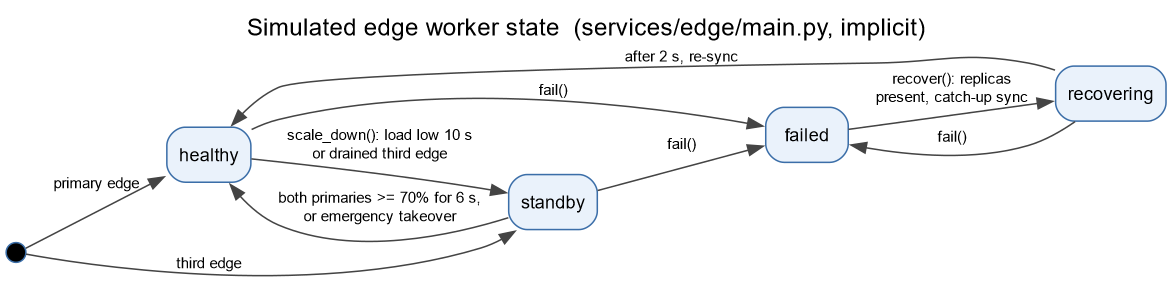 Simulated edge worker state (services/edge/main.py, implicit)
after 2 s, re-sync
recover(): replicas
present, catch-up sync
recovering
fail()
failed
fail()
scale_down(): load low 10 s
or drained third edge
healthy
fail()
primary edge
both primaries >= 70% for 6 s,
or emergency takeover
standby
fail()
third edge